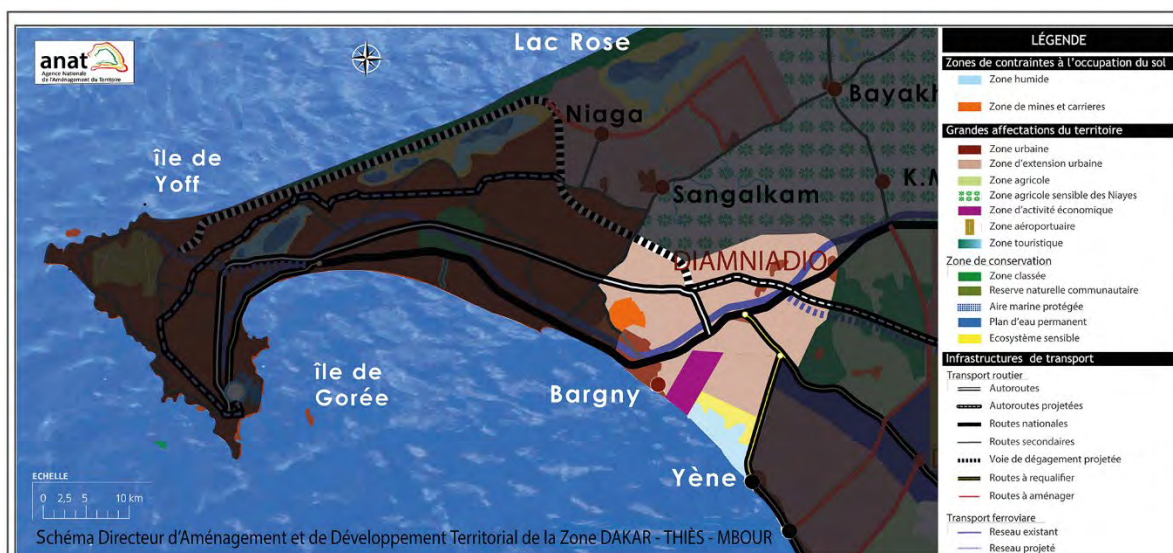 anat
Agence Nationale
de l'Aménagement du Territoire
Lac Rose
Niaga
Bayakh
île de
Yoff
Sangalkam
K.M
DIAMNIADIO
île de
Gorée
Bargny
Yène
ECHELLE
0 2,5 5 10 km
Schéma Directeur d'Aménagement et de Développement Territorial de la Zone DAKAR - THIÈS - MBOUR
LÉGENDE
Zones de contraintes à l'occupation du sol
Zone humide
Zone de mines et carrieres
Grandes affectations du territoire
Zone urbaine
Zone d'extension urbaine
Zone agricole
Zone agricole sensible des Niayes
Zone d'activité économique
Zone aéroportuaire
Zone touristique
Zone de conservation
Zone classée
Reserve naturelle communautaire
Aire marine protégée
Plan d'eau permanent
Ecosystème sensible
Infrastructures de transport
Transport routier
Autoroutes
Autoroutes projetées
Routes nationales
Routes secondaires
Voie de dégagement projetée
Routes à requalifier
Routes à aménager
Transport ferroviare
Reseau existant
Reseau projeté